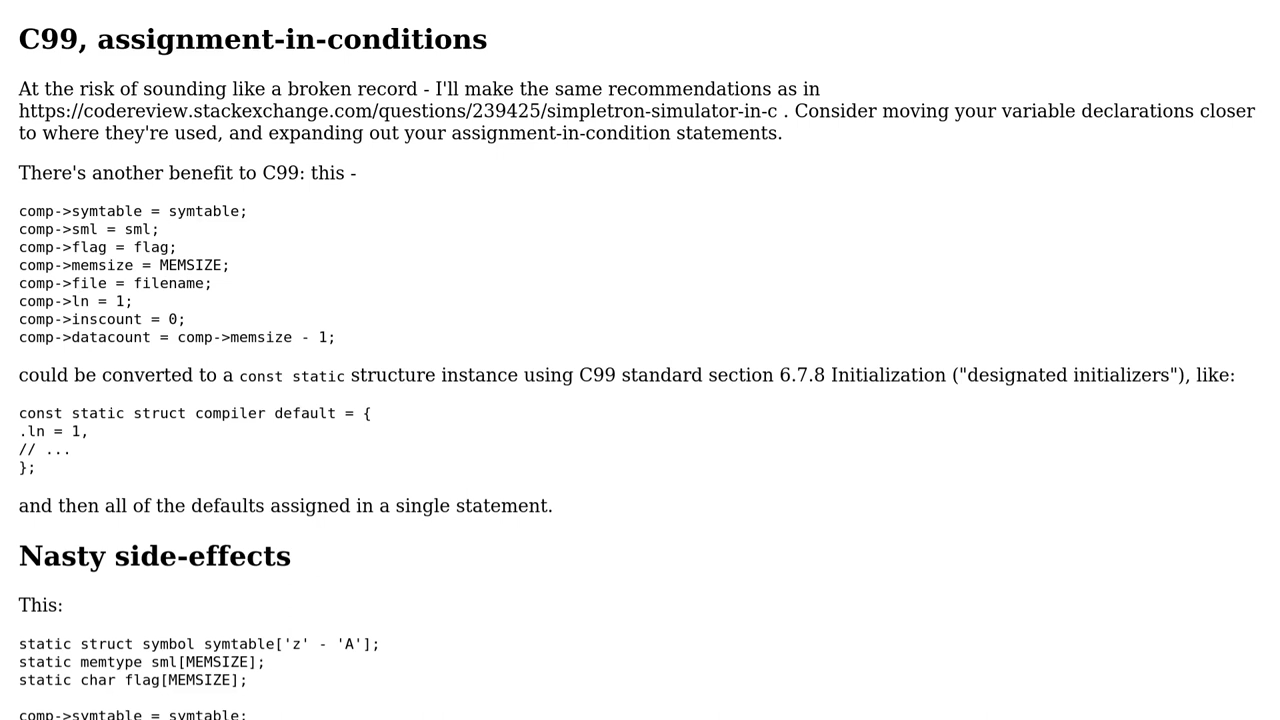 C99, assignment-in-conditions
At the risk of sounding like a broken record - I'll make the same recommendations as in
https://codereview.stackexchange.com/questions/239425/simpletron-simulator-in-c . Consider moving your variable declarations closer
to where they're used, and expanding out your assignment-in-condition statements.
There's another benefit to C99: this -
comp->symtable = symtable;
comp->sml = sml;
comp->flag = flag;
comp->memsize = MEMSIZE;
comp->file = filename;
comp->ln = 1;
comp->inscount = 0;
comp->datacount = comp->memsize - 1;
could be converted to a const static structure instance using C99 standard section 6.7.8 Initialization ("designated initializers"), like:
const static struct compiler default = {
.ln = 1,
// ...
};
and then all of the defaults assigned in a single statement.
Nasty side-effects
This:
static struct symbol symtable['z' - 'A'];
static memtype sml[MEMSIZE];
static char flag[MEMSIZE];
comp->symtable = symtable;